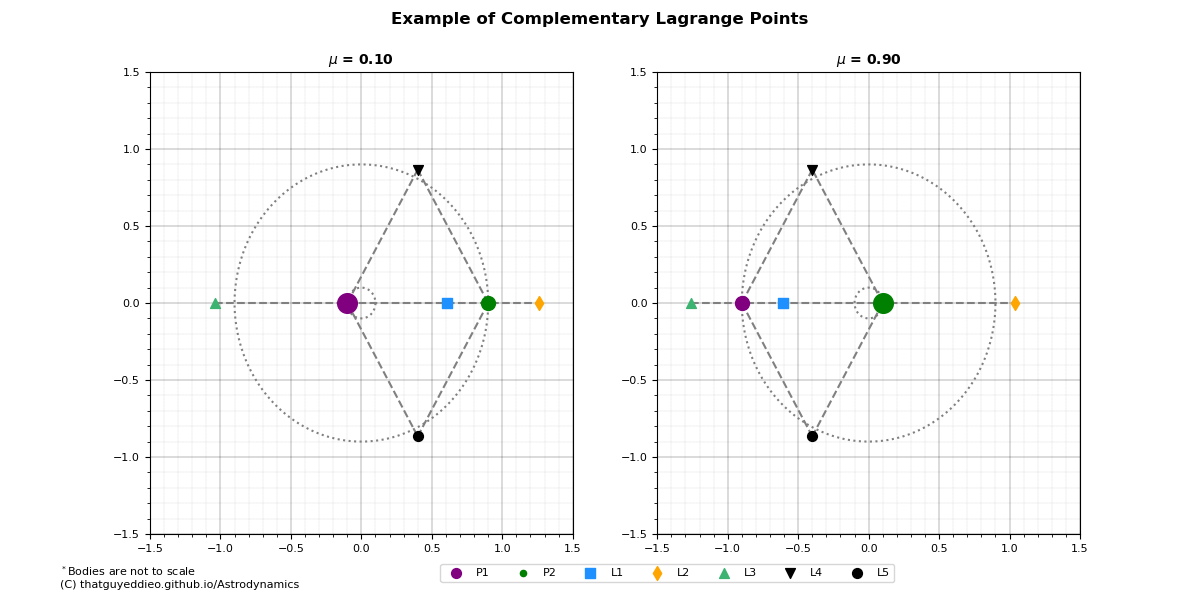 Example of Complementary Lagrange Points
μ = 0.10
μ = 0.90
1.5
1.0
0.5
0.0
−0.5
−1.0
−1.5
−1.5 −1.0 −0.5 0.0 0.5 1.0 1.5
1.5
1.0
0.5
0.0
−0.5
−1.0
−1.5
−1.5 −1.0 −0.5 0.0 0.5 1.0 1.5
*Bodies are not to scale
(C) thatguyeddieo.github.io/Astrodynamics
P1 P2 L1 L2 L3 L4 L5